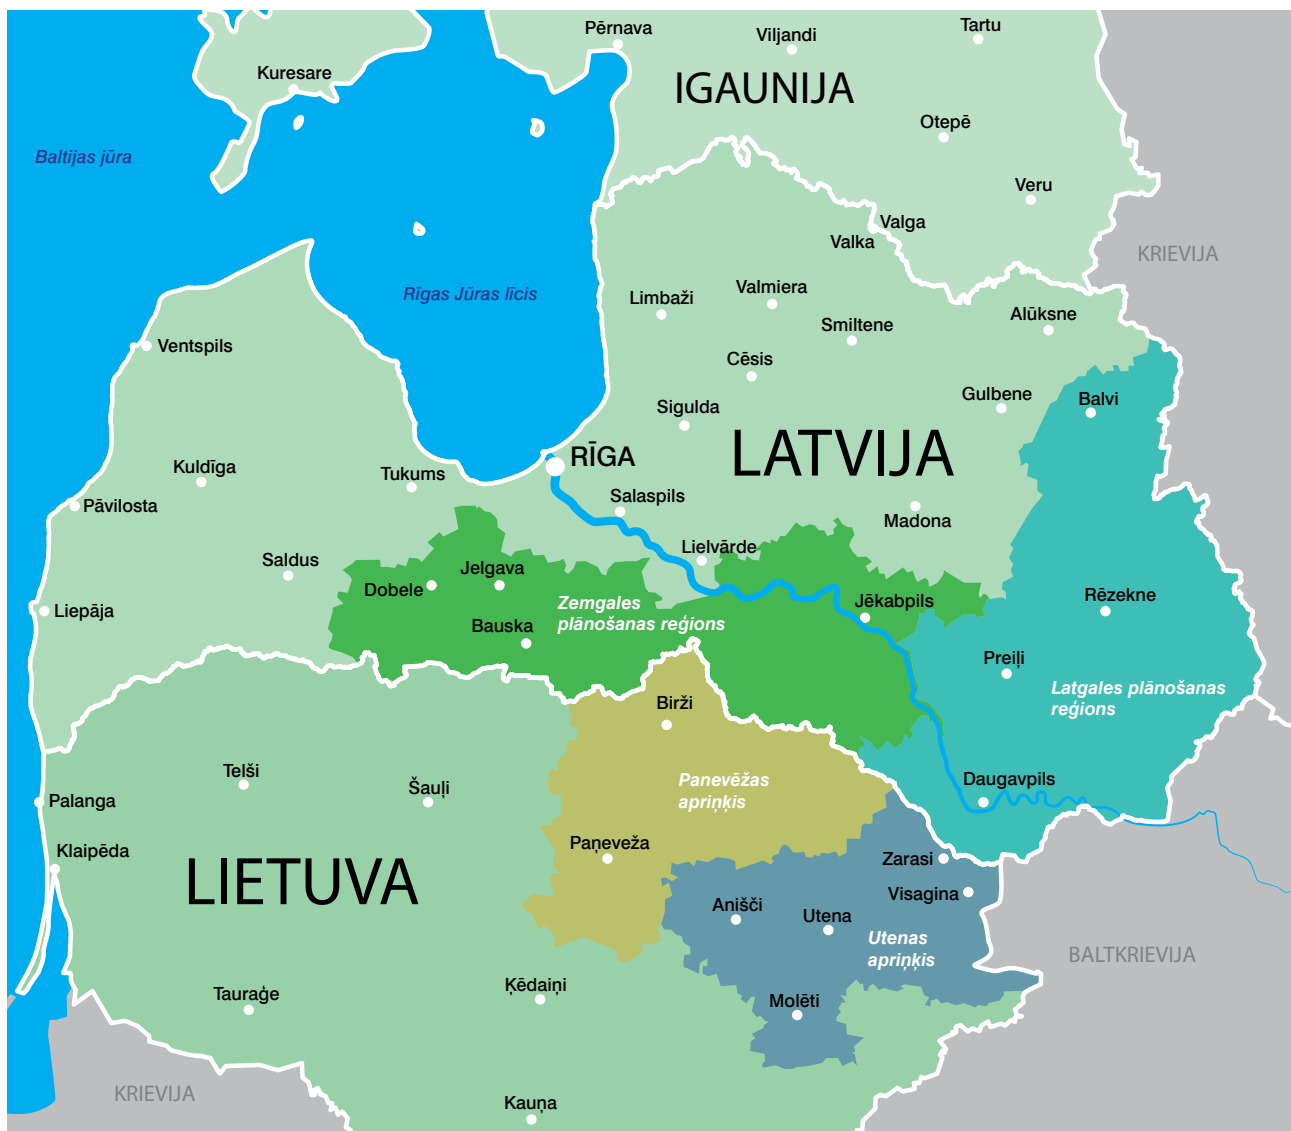 Pērnava
Viljandi
Tartu
Kuresare
IGAUNIJA
Otepē
Baltijas jūra
Veru
Valga
Valka
KRIEVIJA
Rīgas Jūras līcis
Limbaži
Valmiera
Alūksne
Smiltene
Ventspils
Cēsis
Gulbene
Balvi
Sigulda
LATVIJA
RĪGA
Kuldīga
Tukums
Salaspils
Pāvilosta
Madona
Lielvārde
Saldus
Jelgava
Dobele
Rēzekne
Jēkabpils
Zemgales
plānošanas reģions
Liepāja
Bauska
Preiļi
Latgales plānošanas
reģions
Birži
Telši
Šauļi
Panevēžas
apriņķis
Daugavpils
Palanga
Paņeveža
Klaipēda
Zarasi
LIETUVA
Visagina
Anišči
Utena
Utenas
apriņķis
BALTKRIEVIJA
Ķēdaiņi
Tauraģe
Molēti
KRIEVIJA
Kauņa